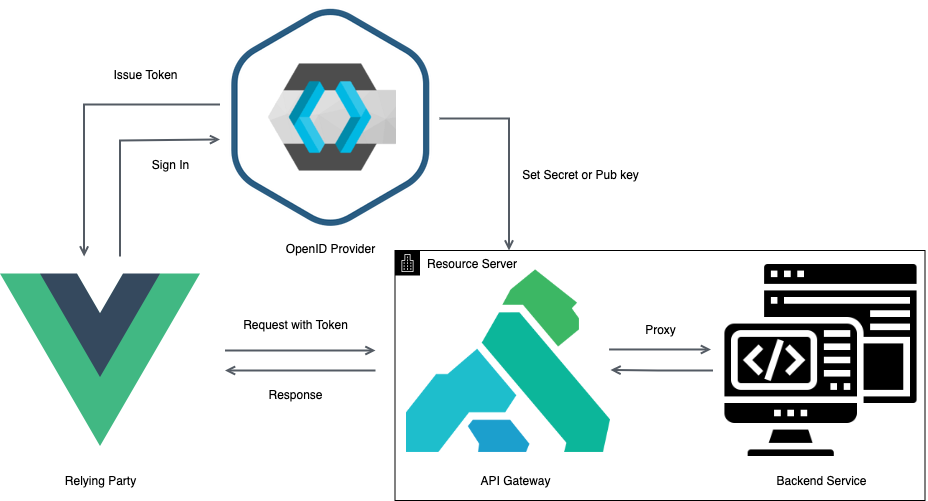 Issue Token
Sign In
Set Secret or Pub key
OpenID Provider
Resource Server
Request with Token
Proxy
Response
Relying Party
API Gateway
Backend Service